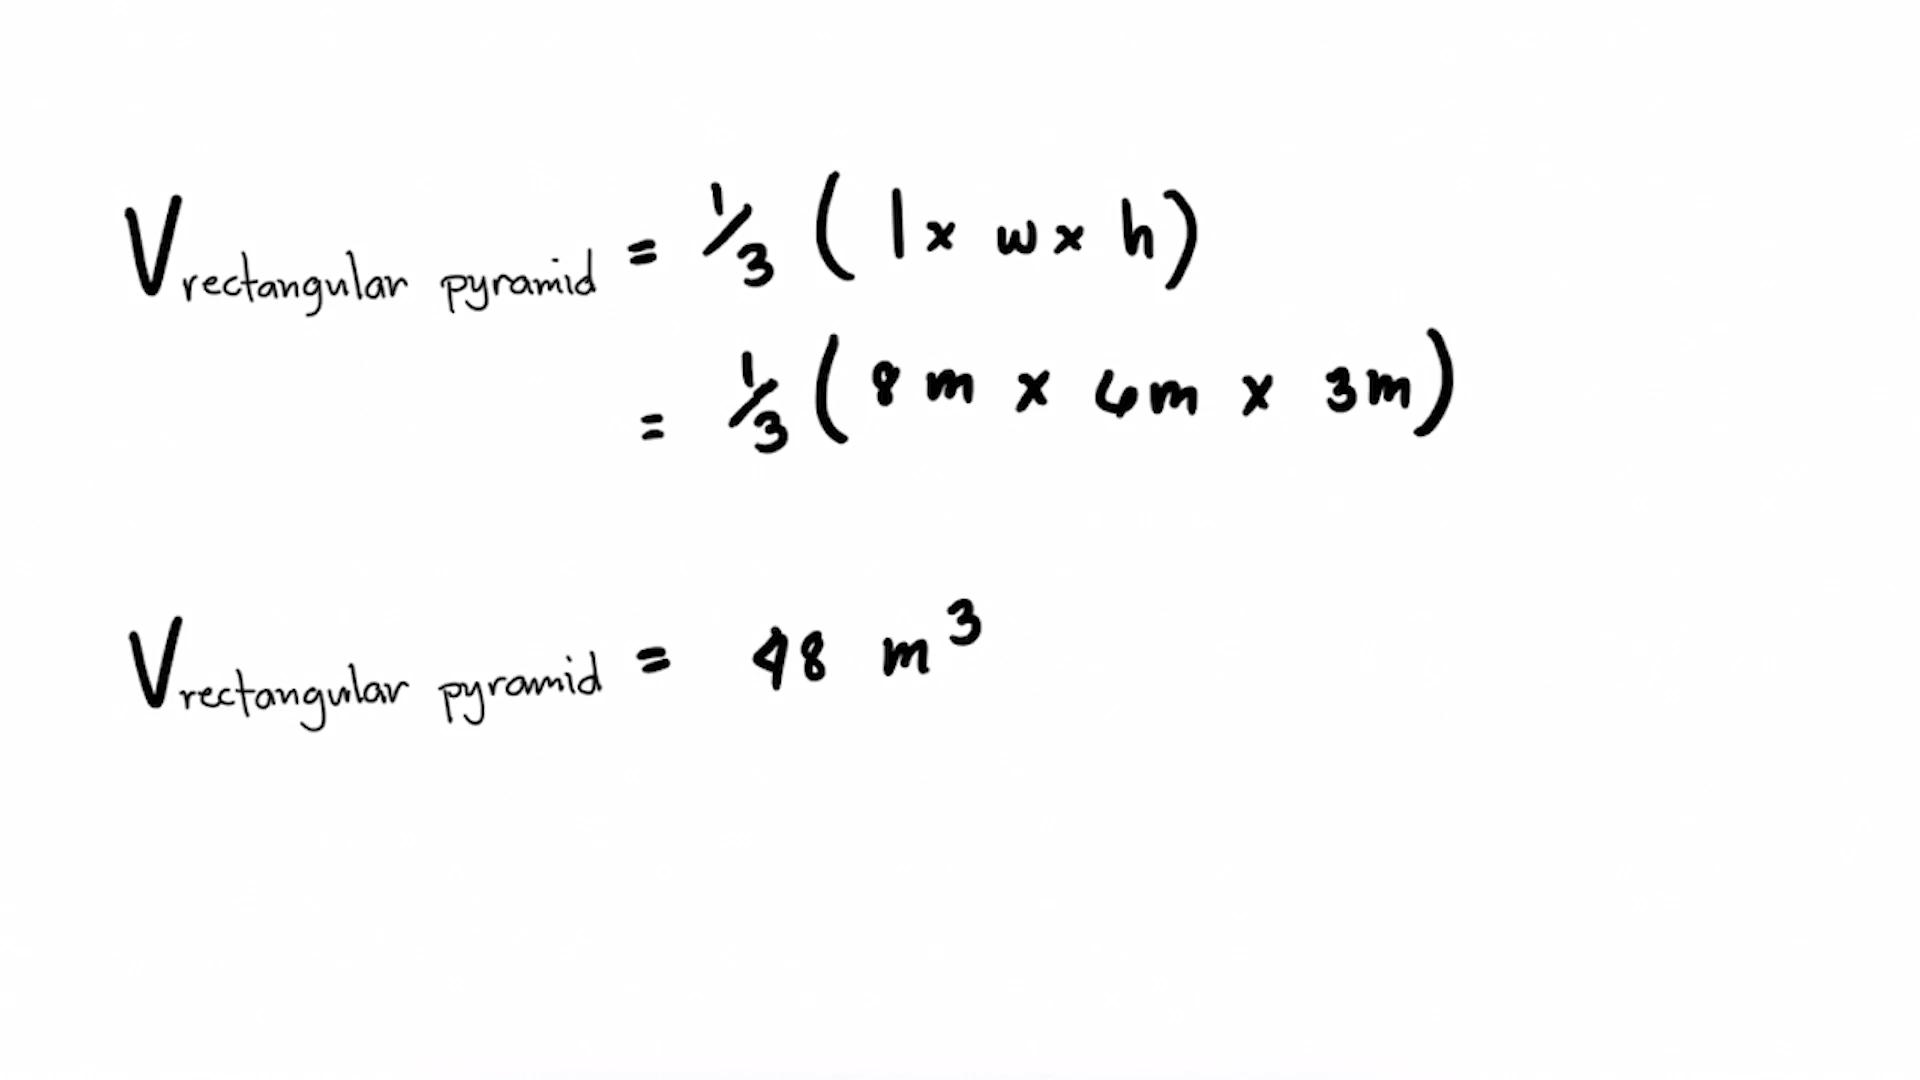 V rectangular pyramid = 1/3 ( l x w x h)
= 1/3 ( 8 m x 6m x 3m)
V rectangular pyramid = 48 m³